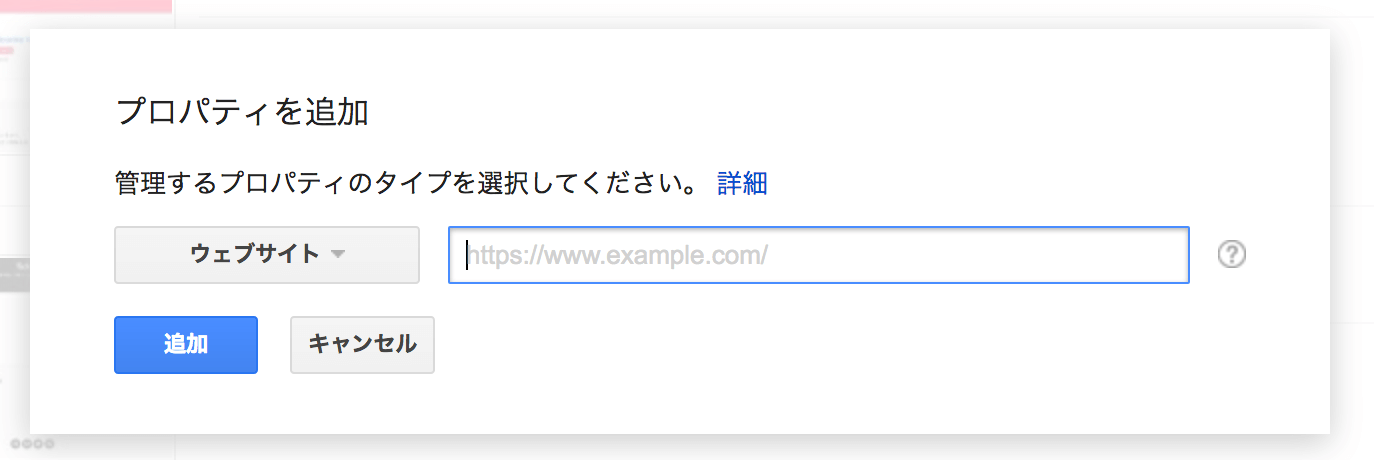 プロパティを追加
管理するプロパティのタイプを選択してください。 詳細
ウェブサイト https://www.example.com/ ?
追加 キャンセル